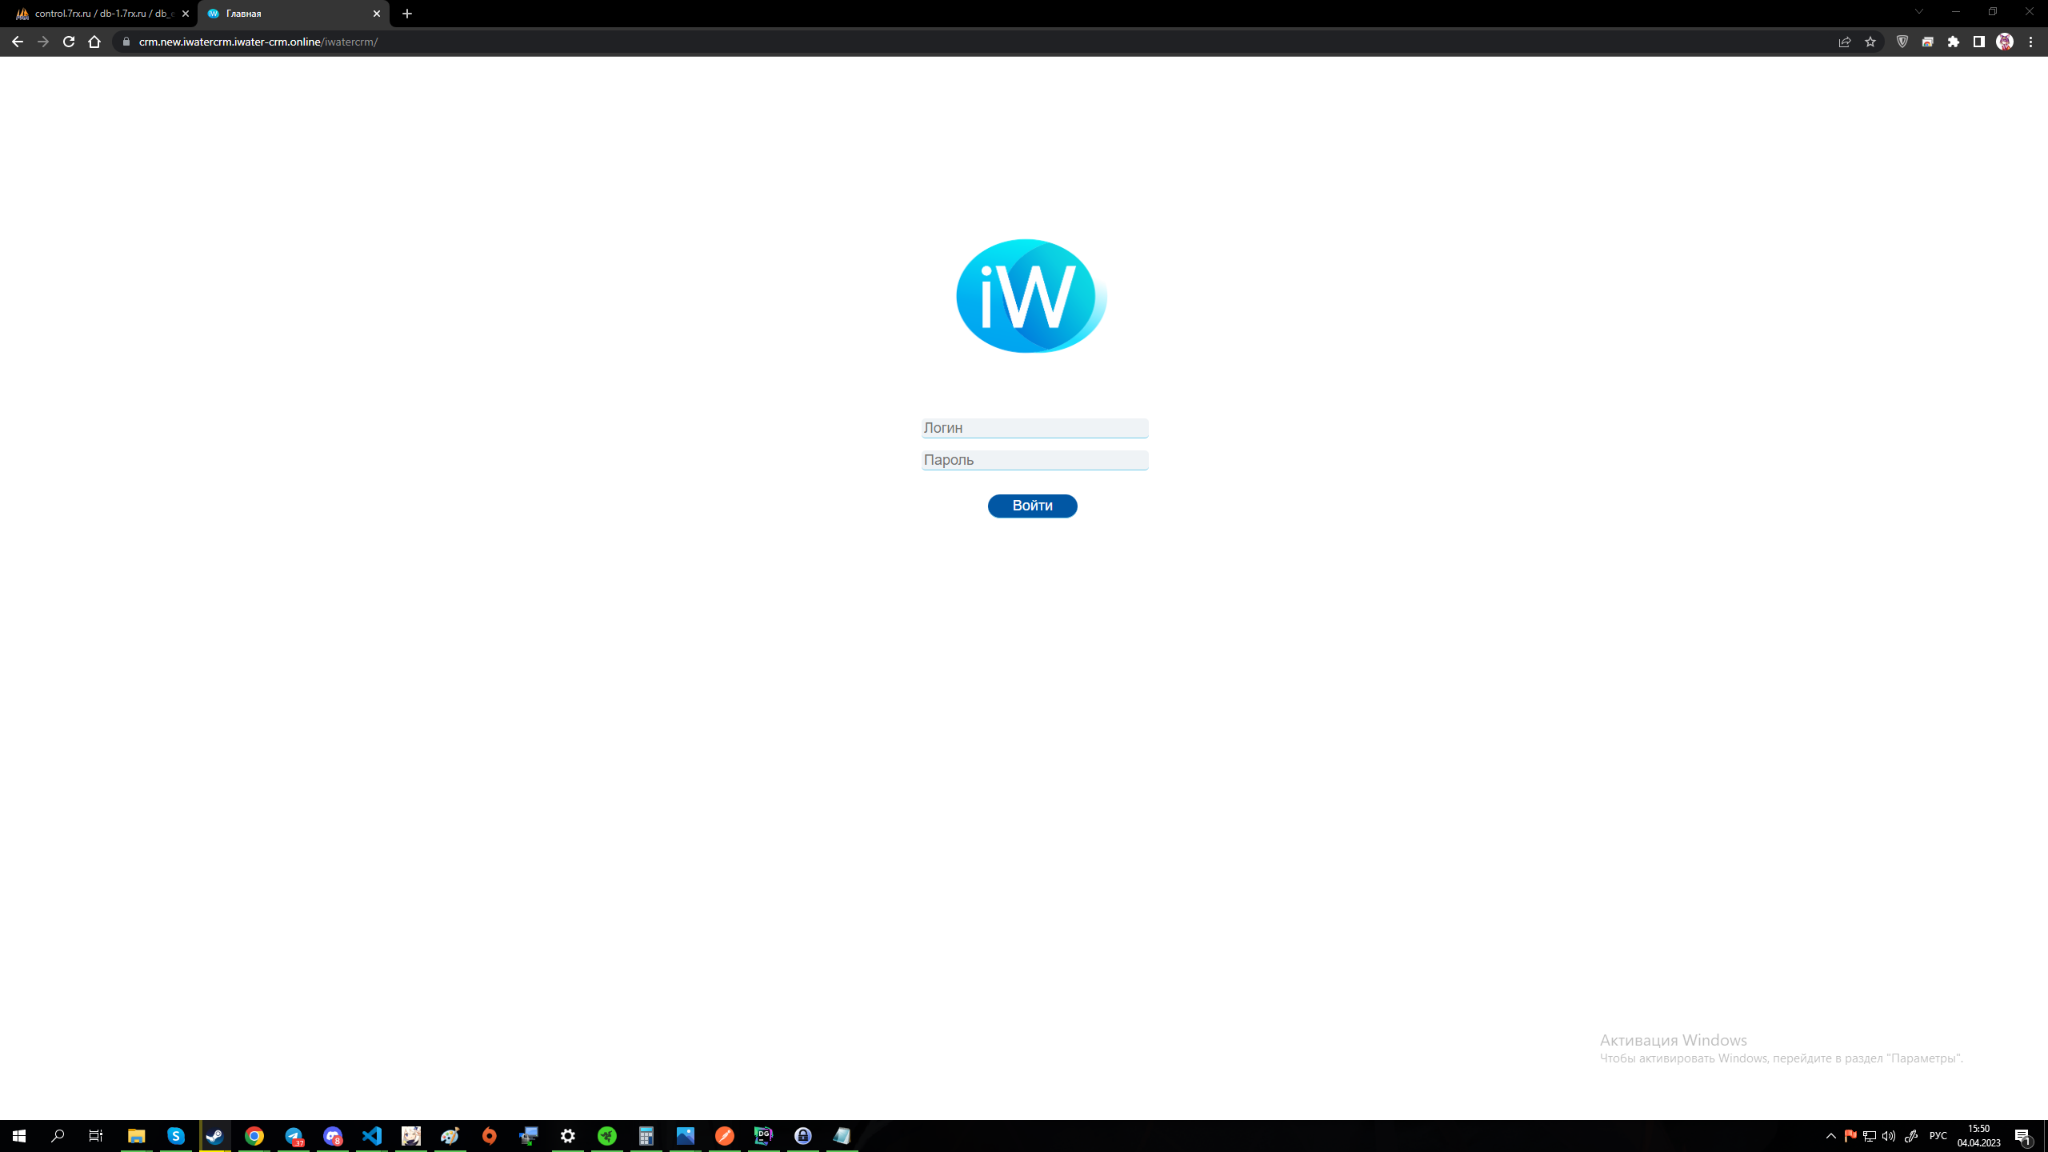 control.7rx.ru / db-1.7rx.ru / db_
Главная
crm.new.iwatercrm.iwater-crm.online/iwatercrm/
iW
Логин
Пароль
Войти
Активация Windows
Чтобы активировать Windows, перейдите в раздел "Параметры".
РУС
15:50
04.04.2023